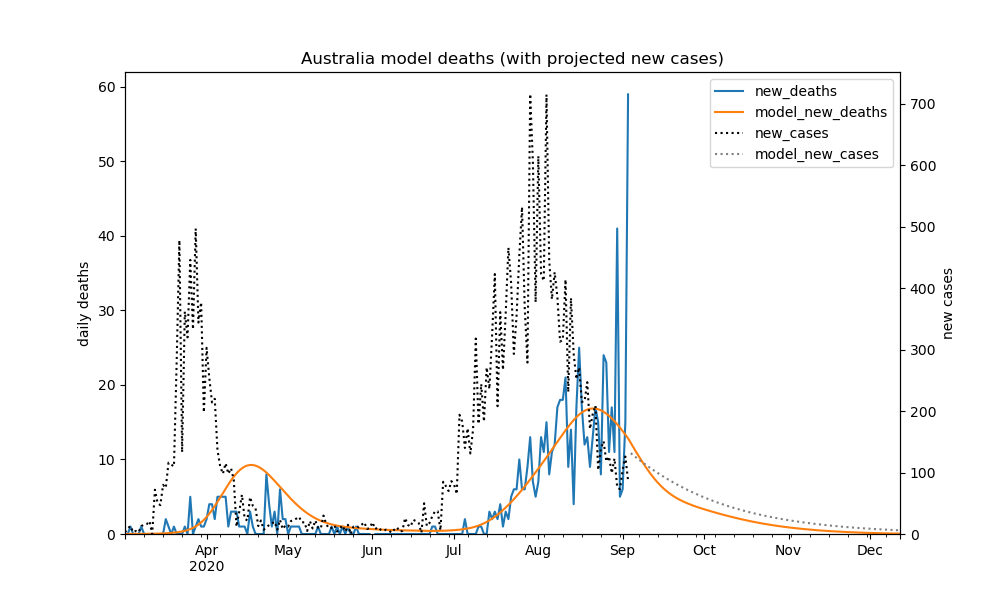 Australia model deaths (with projected new cases)
new_deaths
model_new_deaths
new_cases
model_new_cases
daily deaths
60
50
40
30
20
10
0
new cases
700
600
500
400
300
200
100
0
Apr
2020
May
Jun
Jul
Aug
Sep
Oct
Nov
Dec